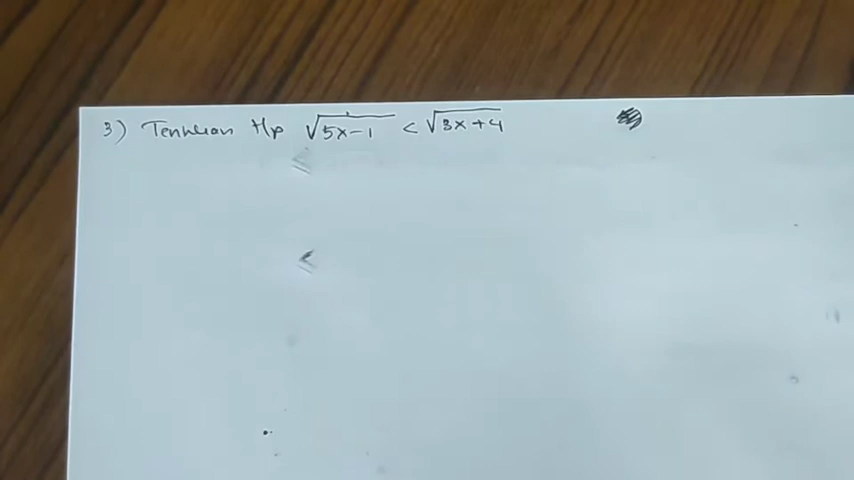 3) Tentukan Hp √5x-1 < √3x+4